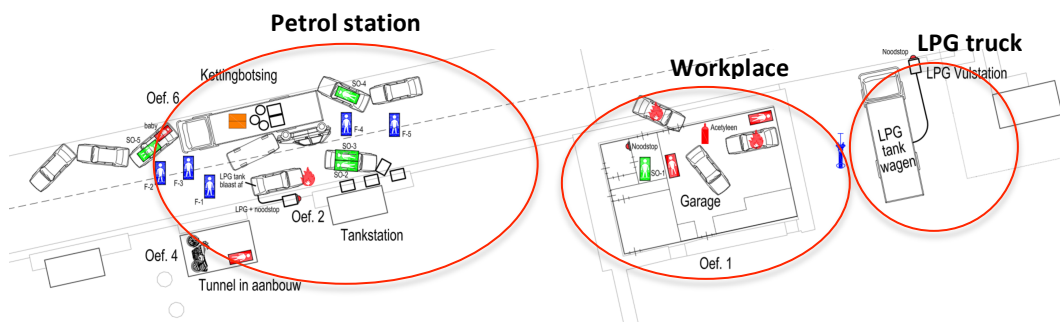 Petrol station
Kettingbotsing
Oef. 6
SO-4
baby
SO-5
F-4
F-5
SO-3
F-3
F-2
LPG tank
blaast af
SO-2
F-1
LPG + noodstop
Oef. 2
Tankstation
Oef. 4
Tunnel in aanbouw
Workplace
Acetyleen
Noodstop
SO-1
Garage
Oef. 1
LPG truck
Noodstop
LPG Vulstation
LPG
tank
wagen